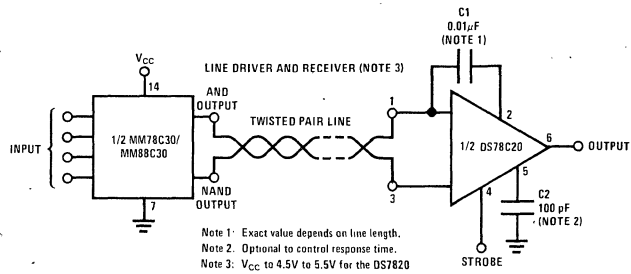 C1
0.01μF
(NOTE 1)
VCC
14
LINE DRIVER AND RECEIVER (NOTE 3)
AND
OUTPUT
TWISTED PAIR LINE
1
2
INPUT
1/2 MM78C30/
MM88C30
1/2 DS78C20
6
OUTPUT
5
4
3
7
NAND
OUTPUT
C2
100 pF
(NOTE 2)
STROBE
Note 1: Exact value depends on line length.
Note 2. Optional to control response time.
Note 3: VCC to 4.5V to 5.5V for the DS7820